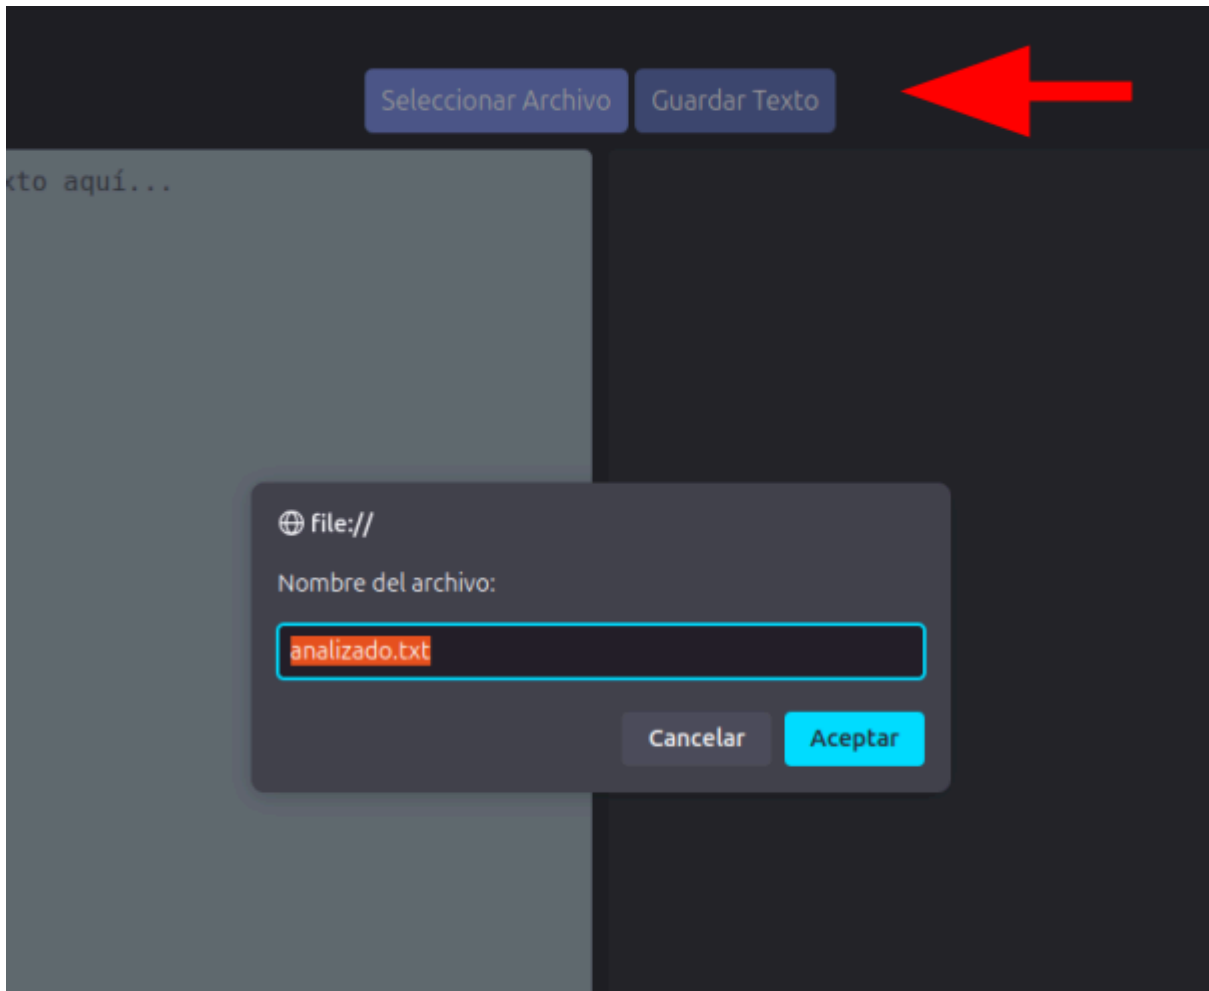 Seleccionar Archivo
Guardar Texto
xto aquí...
file://
Nombre del archivo:
analizado.txt
Cancelar
Aceptar